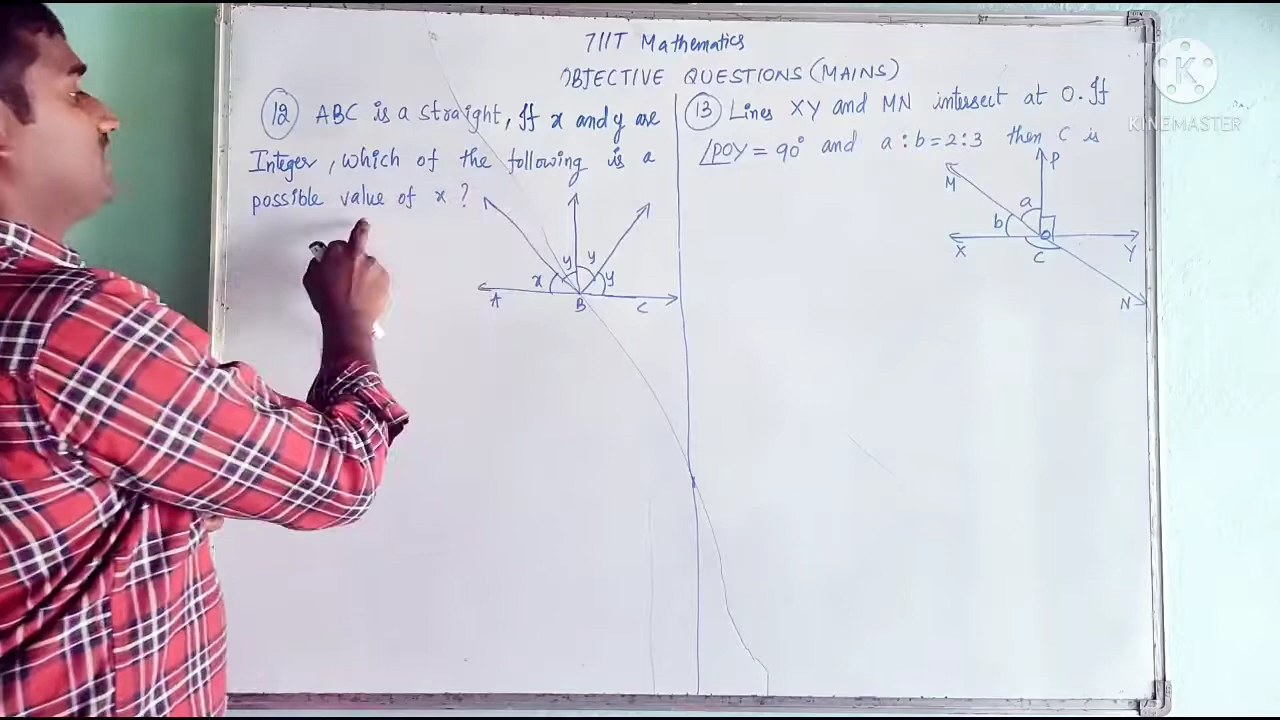 7IIT Mathematics
OBJECTIVE QUESTIONS (MAINS)
12 ABC is a straight, If x and y are
Integer, which of the following is a
possible value of x ?
y y
x y
A B C
13 Lines XY and MN intersect at O. If
∠POY = 90° and a : b = 2 : 3 then C is
P
M
a
b
O
X C Y
N
K
KINEMASTER